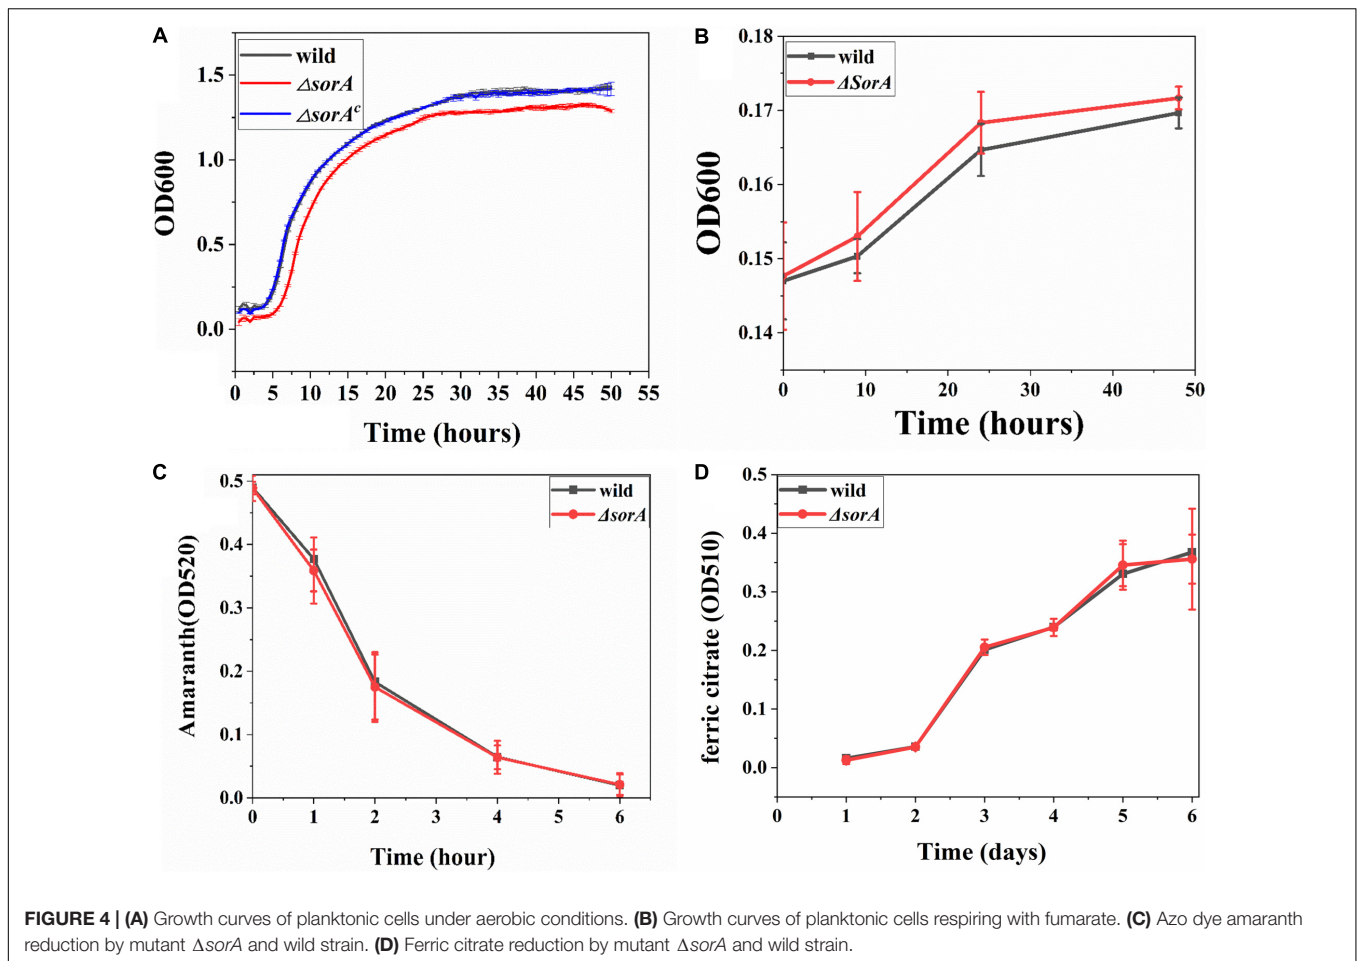 A
wild
ΔsorA
ΔsorAᶜ
1.5
1.0
0.5
0.0
OD600
0 5 10 15 20 25 30 35 40 45 50 55
Time (hours)
B
wild
ΔSorA
0.18
0.17
0.16
0.15
0.14
OD600
0 10 20 30 40 50
Time (hours)
C
wild
ΔsorA
0.5
0.4
0.3
0.2
0.1
0.0
Amaranth(OD520)
0 1 2 3 4 5 6
Time (hour)
D
wild
ΔsorA
0.5
0.4
0.3
0.2
0.1
0.0
ferric citrate (OD510)
0 1 2 3 4 5 6
Time (days)
FIGURE 4 | (A) Growth curves of planktonic cells under aerobic conditions. (B) Growth curves of planktonic cells respiring with fumarate. (C) Azo dye amaranth
reduction by mutant ΔsorA and wild strain. (D) Ferric citrate reduction by mutant ΔsorA and wild strain.